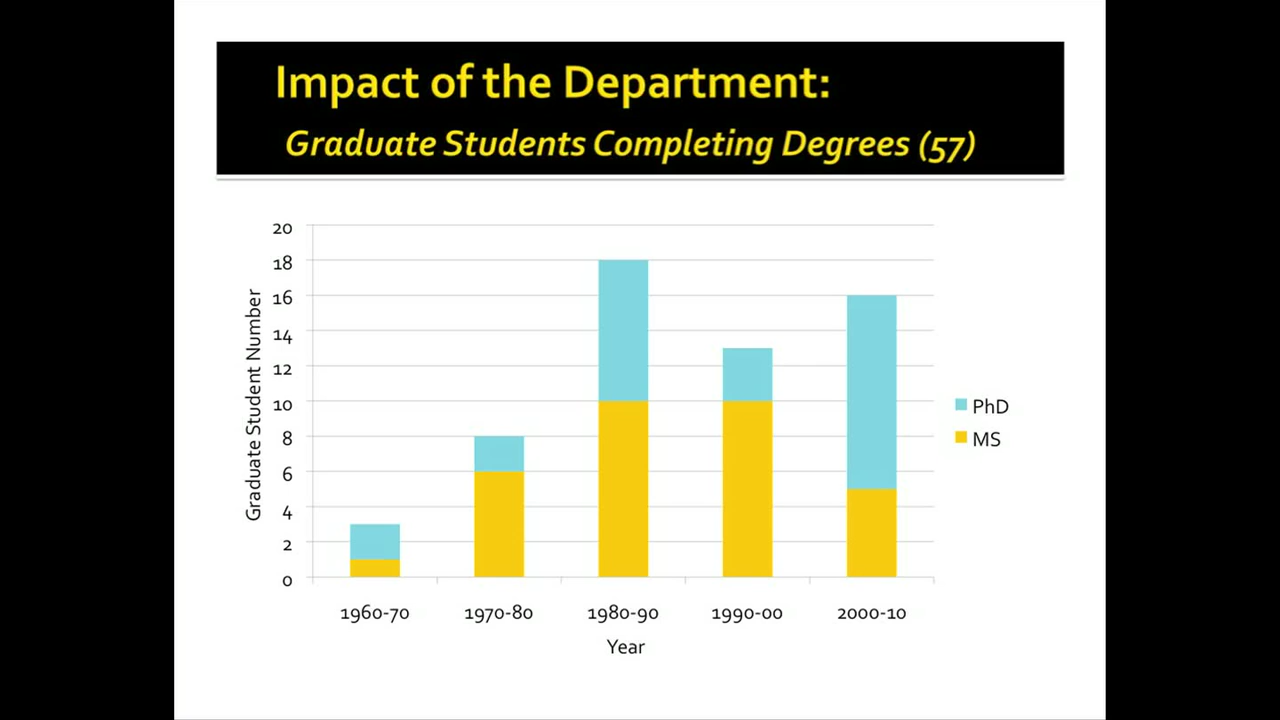 Impact of the Department:
Graduate Students Completing Degrees (57)
20
18
16
14
12
10
8
6
4
2
0
Graduate Student Number
1960-70 1970-80 1980-90 1990-00 2000-10
Year
PhD
MS